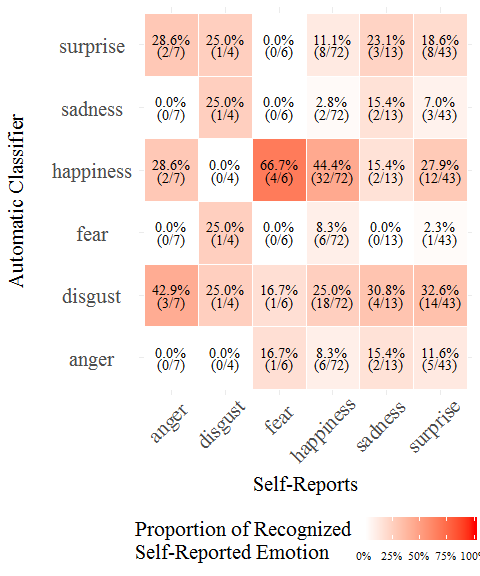 Automatic Classifier
surprise
28.6% 25.0% 0.0% 11.1% 23.1% 18.6%
(2/7) (1/4) (0/6) (8/72) (3/13) (8/43)
sadness
0.0% 25.0% 0.0% 2.8% 15.4% 7.0%
(0/7) (1/4) (0/6) (2/72) (2/13) (3/43)
happiness
28.6% 0.0% 66.7% 44.4% 15.4% 27.9%
(2/7) (0/4) (4/6) (32/72) (2/13) (12/43)
fear
0.0% 25.0% 0.0% 8.3% 0.0% 2.3%
(0/7) (1/4) (0/6) (6/72) (0/13) (1/43)
disgust
42.9% 25.0% 16.7% 25.0% 30.8% 32.6%
(3/7) (1/4) (1/6) (18/72) (4/13) (14/43)
anger
0.0% 0.0% 16.7% 8.3% 15.4% 11.6%
(0/7) (0/4) (1/6) (6/72) (2/13) (5/43)
anger disgust fear happiness sadness surprise
Self-Reports
Proportion of Recognized
Self-Reported Emotion
0% 25% 50% 75% 100%